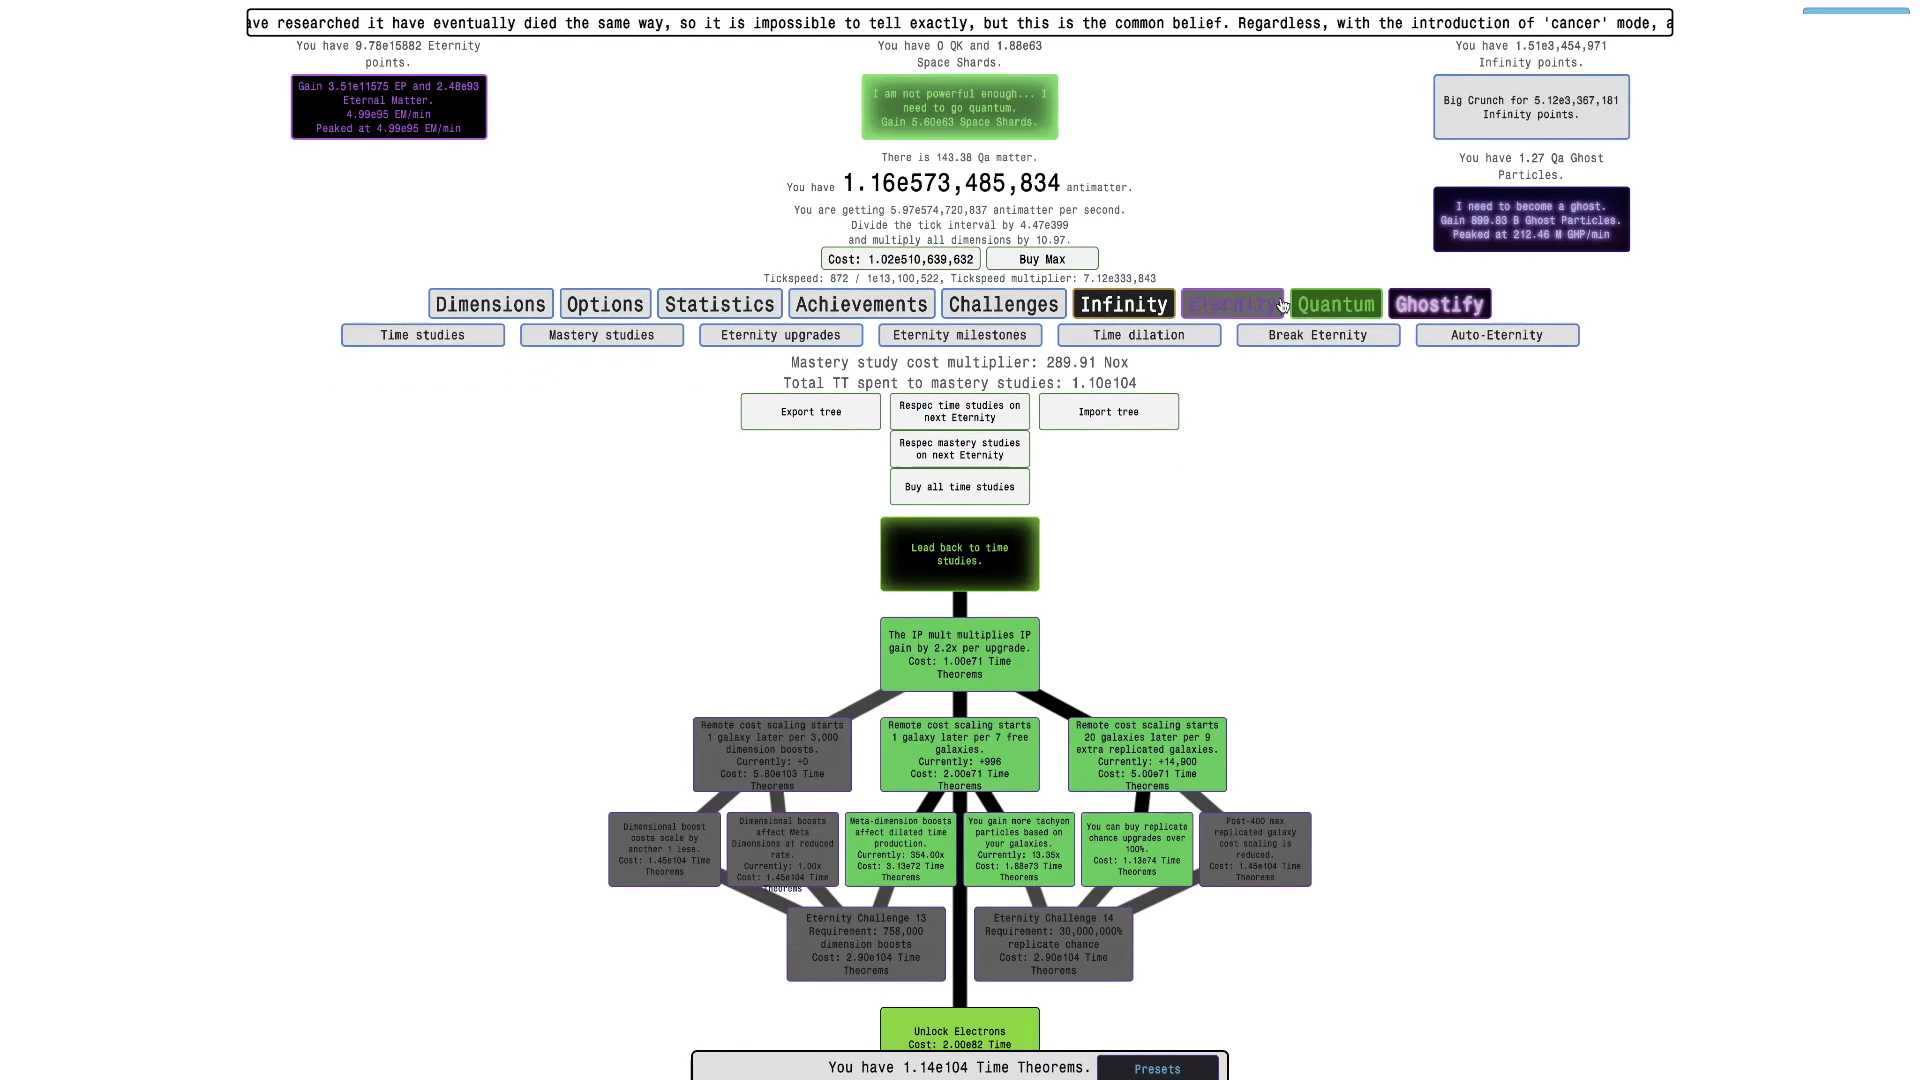 ave researched it have eventually died the same way, so it is impossible to tell exactly, but this is the common belief. Regardless, with the introduction of 'cancer' mode, a
You have 9.78e15882 Eternity
points.
Gain 3.51e11575 EP and 2.48e93
Eternal Matter.
4.99e95 EM/min
Peaked at 4.99e95 EM/min
You have 0 QK and 1.88e63
Space Shards.
I am not powerful enough... I
need to go quantum.
Gain 5.60e63 Space Shards.
You have 1.51e3,454,971
Infinity points.
Big Crunch for 5.12e3,367,181
Infinity points.
You have 1.27 Qa Ghost
Particles.
I need to become a ghost.
Gain 899.83 B Ghost Particles.
Peaked at 212.46 M GHP/min
There is 143.38 Qa matter.
You have 1.16e573,485,834 antimatter.
You are getting 5.97e574,720,837 antimatter per second.
Divide the tick interval by 4.47e399
and multiply all dimensions by 10.97.
Cost: 1.02e510,639,632
Buy Max
Tickspeed: 872 / 1e13,100,522, Tickspeed multiplier: 7.12e333,843
Dimensions
Options
Statistics
Achievements
Challenges
Infinity
Eternity
Quantum
Ghostify
Time studies
Mastery studies
Eternity upgrades
Eternity milestones
Time dilation
Break Eternity
Auto-Eternity
Mastery study cost multiplier: 289.91 Nox
Total TT spent to mastery studies: 1.10e104
Export tree
Respec time studies on
next Eternity
Import tree
Respec mastery studies
on next Eternity
Buy all time studies
Lead back to time
studies.
The IP mult multiplies IP
gain by 2.2x per upgrade.
Cost: 1.00e71 Time
Theorems
Remote cost scaling starts
1 galaxy later per 3,000
dimension boosts.
Currently: +0
Cost: 5.80e103 Time
Theorems
Remote cost scaling starts
1 galaxy later per 7 free
galaxies.
Currently: +996
Cost: 2.00e71 Time
Theorems
Remote cost scaling starts
20 galaxies later per 9
extra replicated galaxies.
Currently: +14,900
Cost: 5.00e71 Time
Theorems
Dimensional boost
costs scale by
another 1 less.
Cost: 1.45e104 Time
Theorems
Dimensional boosts
affect Meta
Dimensions at reduced
rate.
Currently: 1.00x
Cost: 1.45e104 Time
Theorems
Meta-dimension boosts
affect dilated time
production.
Currently: 354.00x
Cost: 3.13e72 Time
Theorems
You gain more tachyon
particles based on
your galaxies.
Currently: 13.35x
Cost: 1.88e73 Time
Theorems
You can buy replicate
chance upgrades over
100%.
Cost: 1.13e74 Time
Theorems
Post-400 max
replicated galaxy
cost scaling is
reduced.
Cost: 1.45e104 Time
Theorems
Eternity Challenge 13
Requirement: 758,000
dimension boosts
Cost: 2.90e104 Time
Theorems
Eternity Challenge 14
Requirement: 30,000,000%
replicate chance
Cost: 2.90e104 Time
Theorems
Unlock Electrons
Cost: 2.00e82 Time
You have 1.14e104 Time Theorems.
Presets